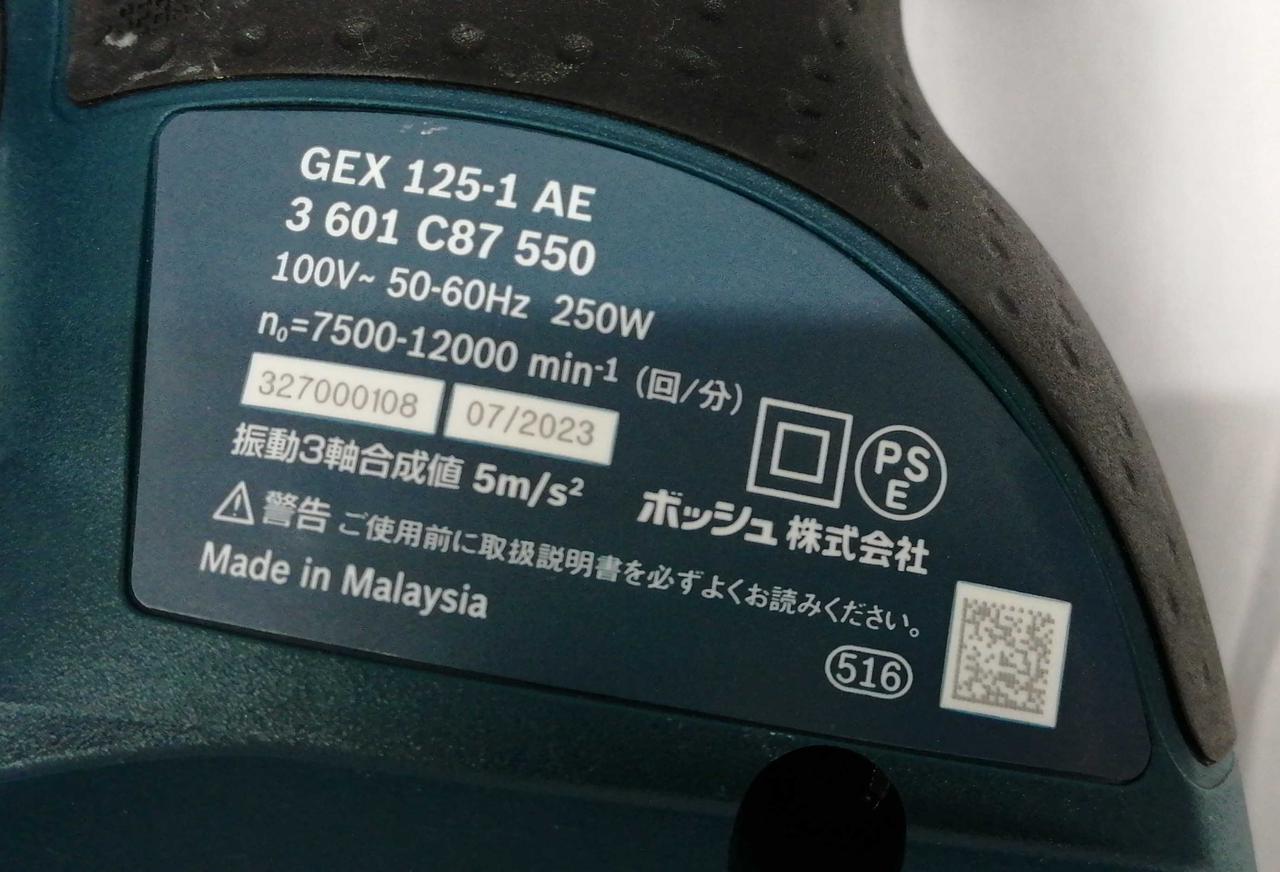 GEX 125-1 AE
3 601 C87 550
100V~ 50-60Hz 250W
n₀=7500-12000 min⁻¹ (回/分)
327000108 07/2023
PS
E
振動3軸合成値 5m/s²
ボッシュ 株式会社
⚠警告 ご使用前に取扱説明書を必ずよくお読みください。
Made in Malaysia
516